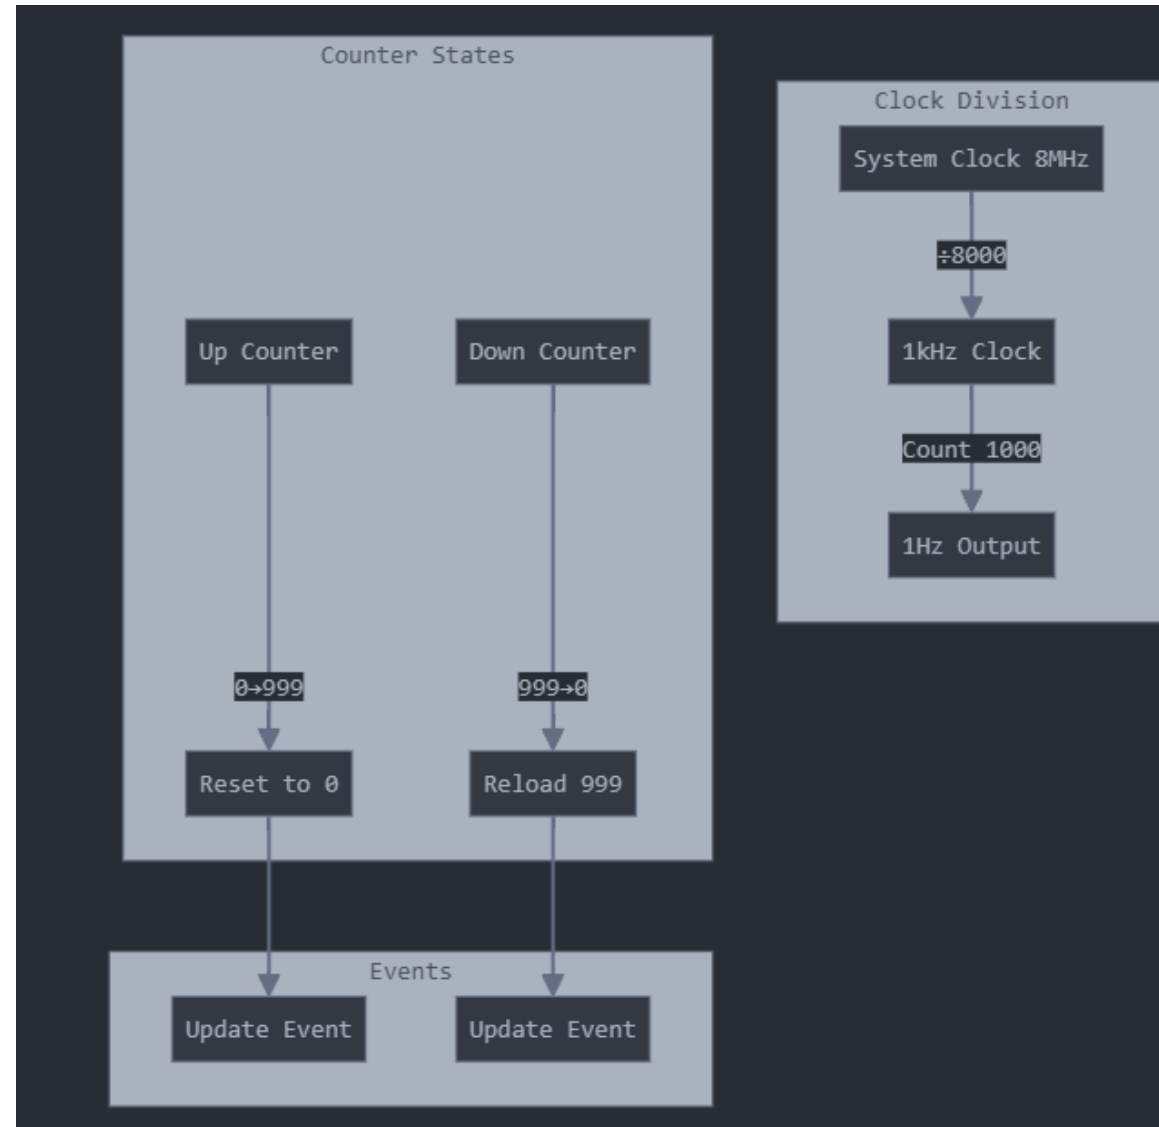 Counter States
Up Counter
Down Counter
0→999
999→0
Reset to 0
Reload 999
Events
Update Event
Update Event
Clock Division
System Clock 8MHz
÷8000
1kHz Clock
Count 1000
1Hz Output